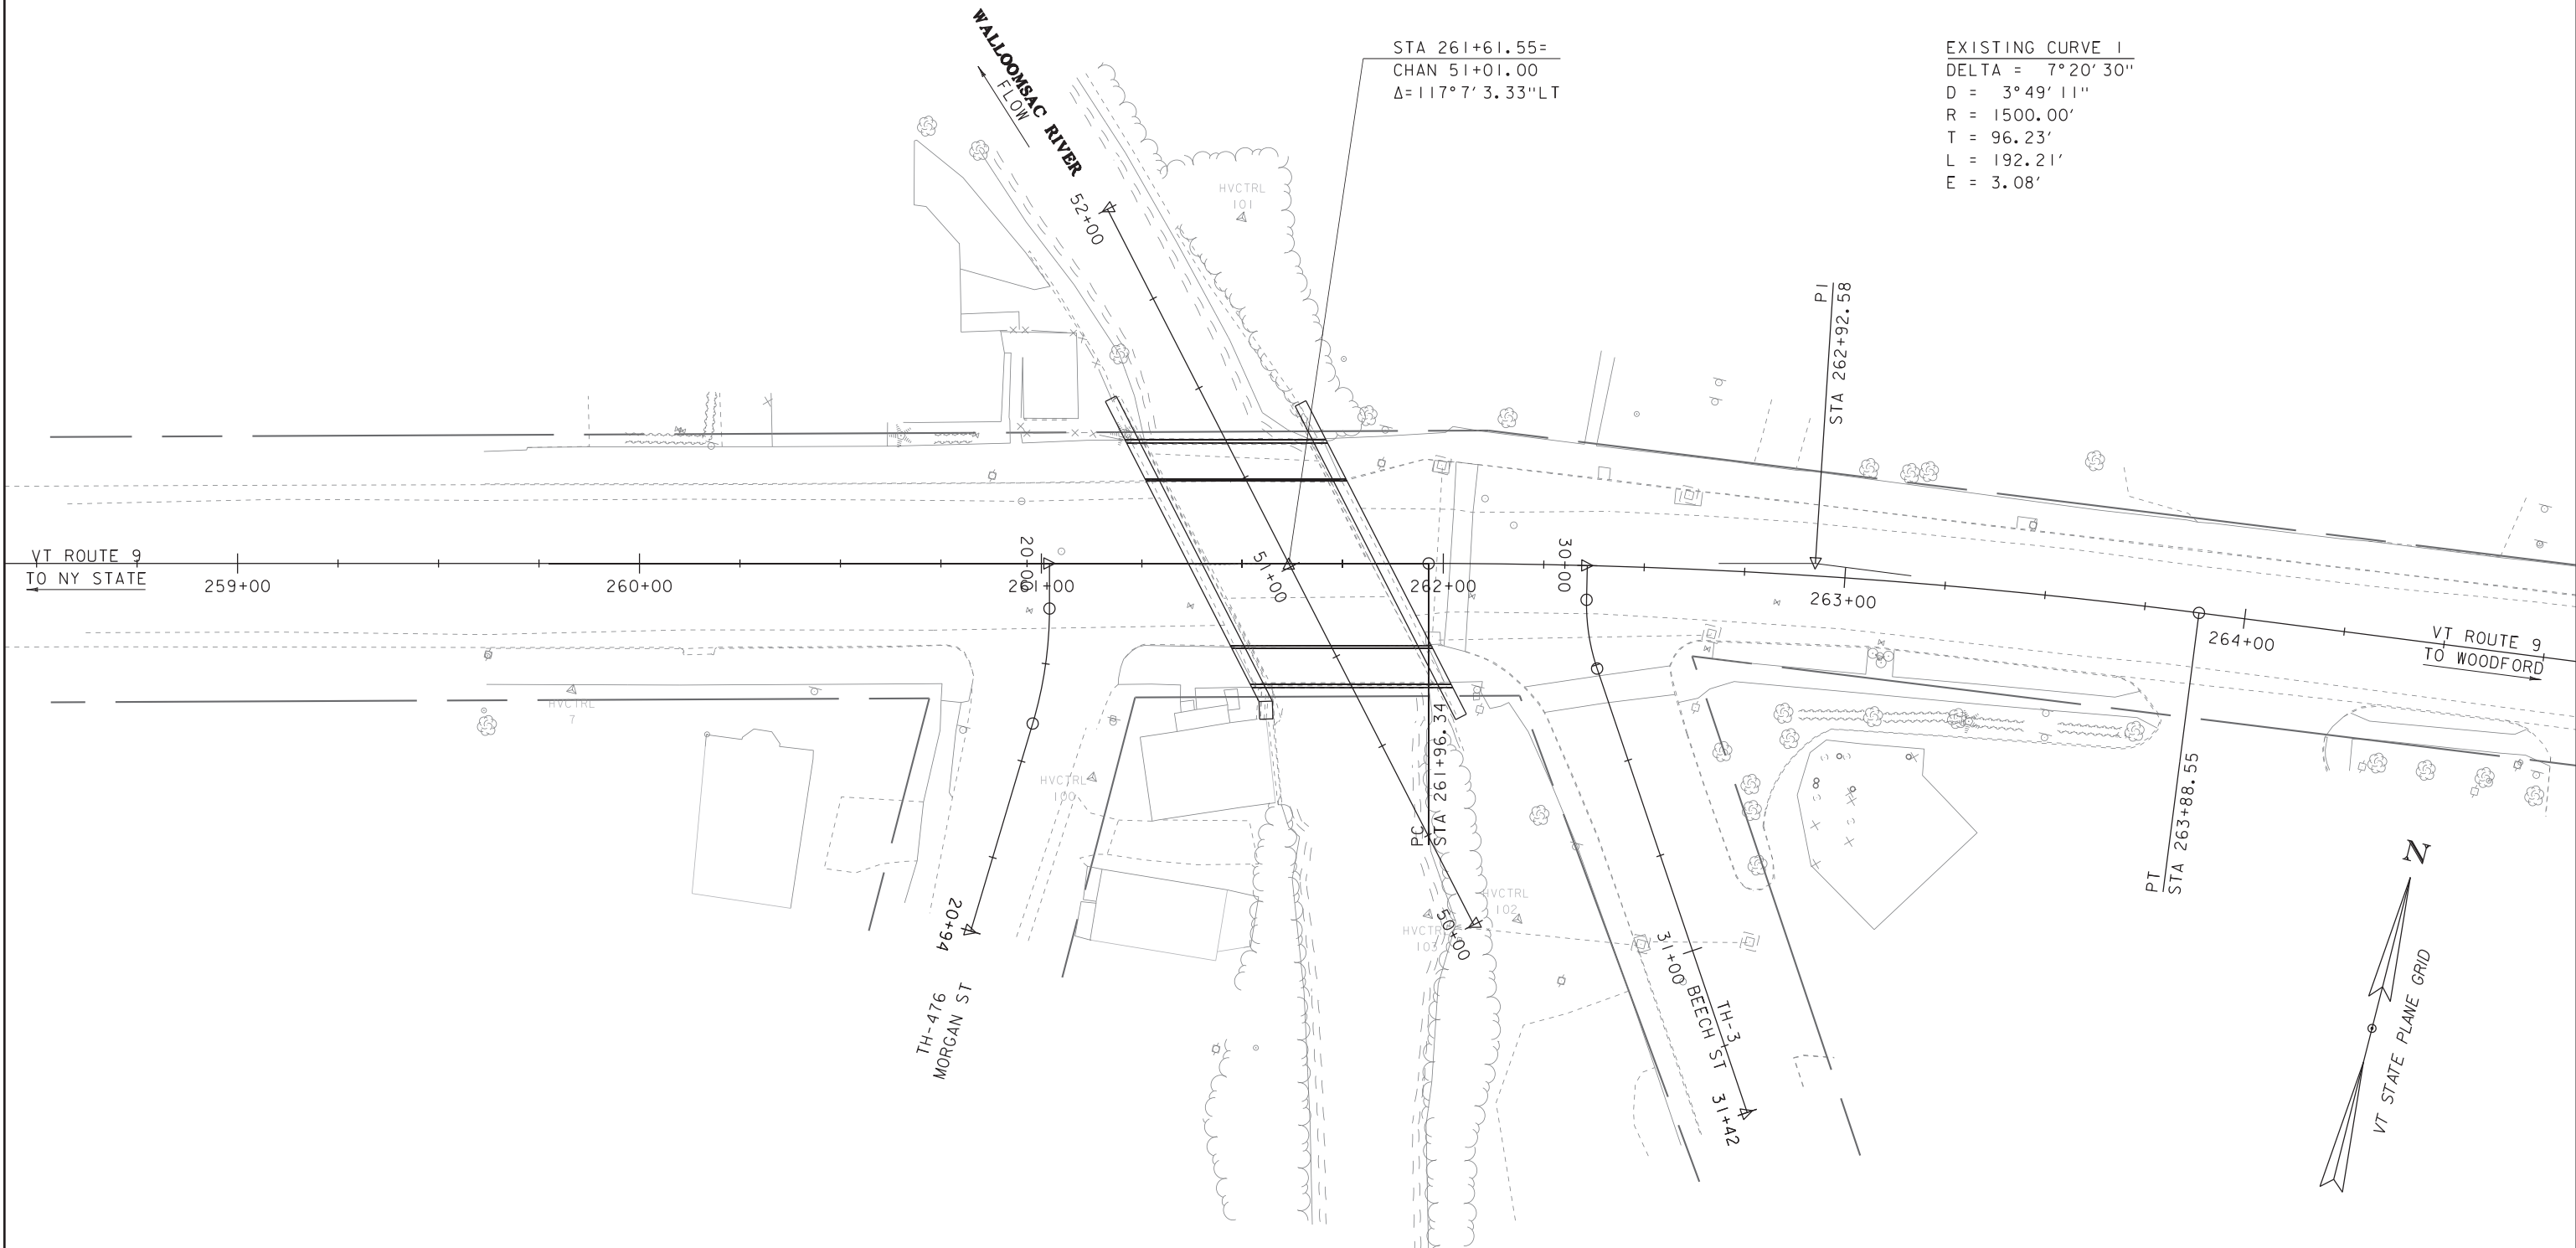 WALLOOMSAC RIVER
FLOW
STA 261+61.55=
CHAN 51+01.00
Δ=117°7'3.33"LT
EXISTING CURVE 1
DELTA = 7°20'30"
D = 3°49'11"
R = 1500.00'
T = 96.23'
L = 192.21'
E = 3.08'
52+00
HVCTRL
101
PI
STA 262+92.58
VT ROUTE 9
TO NY STATE
259+00
260+00
20+00
261+00
51+00
262+00
30+00
263+00
264+00
VT ROUTE 9
TO WOODFORD
HVCTRL
7
HVCTRL
100
PC
STA 261+96.34
PT
STA 263+88.55
HVCTRL
102
HVCTRL
103
50+00
20+94
TH-476
MORGAN ST
31+00
BEECH ST
TH-3
31+42
N
VT STATE PLANE GRID